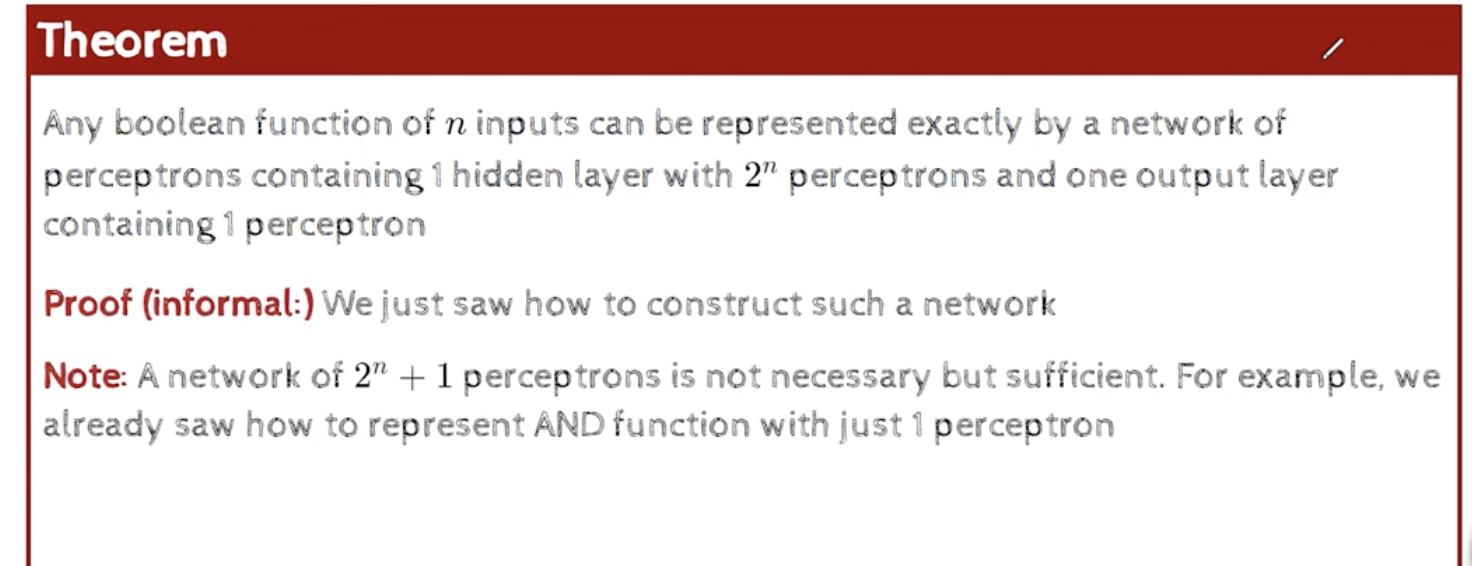 Theorem
Any boolean function of n inputs can be represented exactly by a network of
perceptrons containing 1 hidden layer with 2ⁿ perceptrons and one output layer
containing 1 perceptron
Proof (informal:) We just saw how to construct such a network
Note: A network of 2ⁿ + 1 perceptrons is not necessary but sufficient. For example, we
already saw how to represent AND function with just 1 perceptron